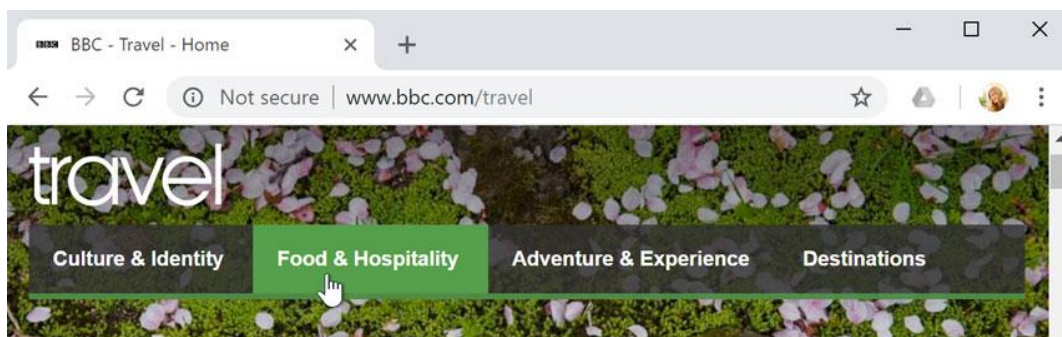 BBC BBC - Travel - Home
Not secure | www.bbc.com/travel
travel
Culture & Identity Food & Hospitality Adventure & Experience Destinations